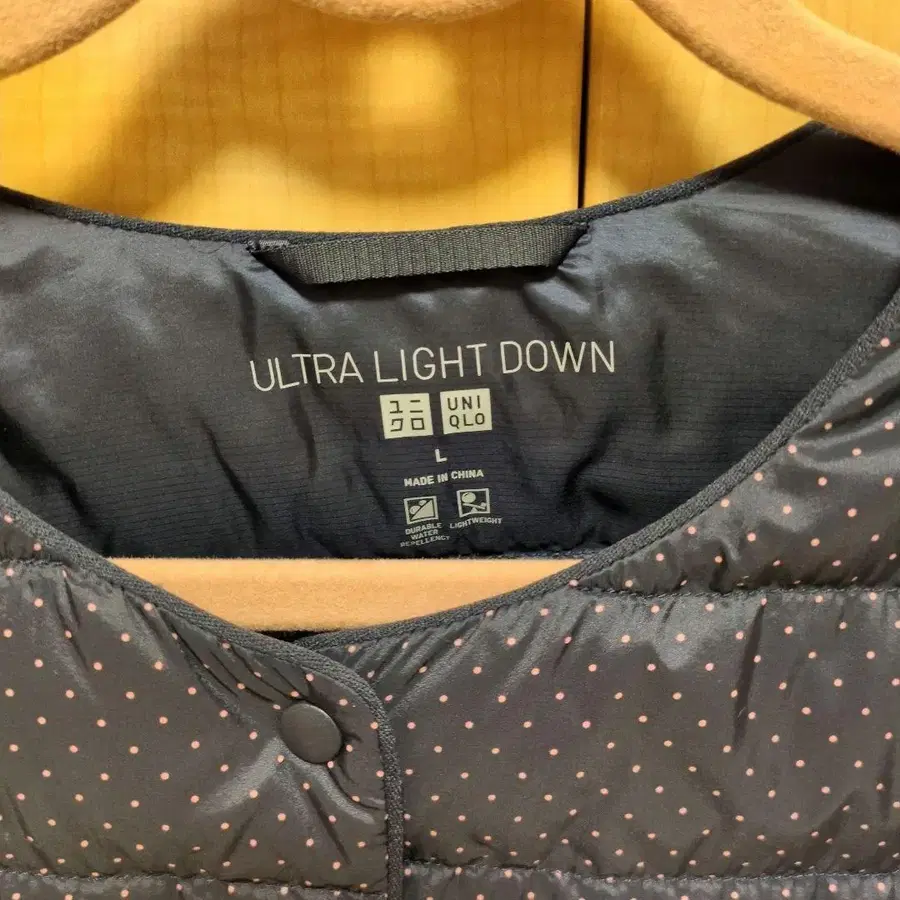 ULTRA LIGHT DOWN
ユニ UNI
クロ QLO
L
MADE IN CHINA
DURABLE LIGHTWEIGHT
WATER
REPELLENCY